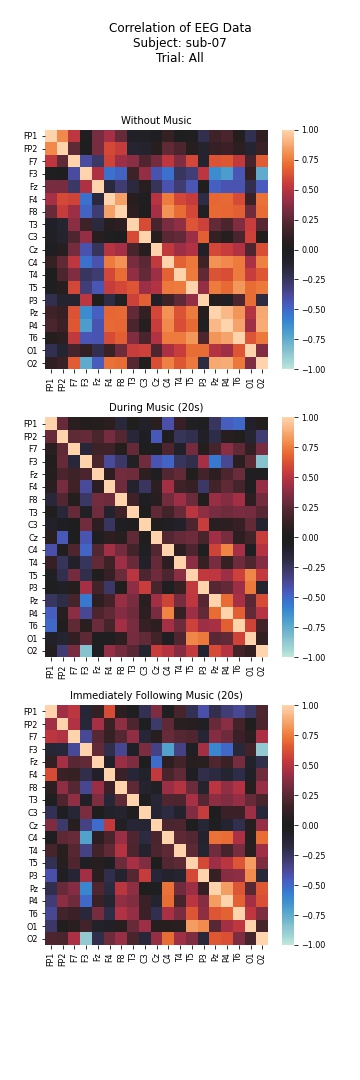 Correlation of EEG Data
Subject: sub-07
Trial: All
Without Music
FP1
FP2
F7
F3
Fz
F4
F8
T3
C3
Cz
C4
T4
T5
P3
Pz
P4
T6
O1
O2
FP1 FP2 F7 F3 Fz F4 F8 T3 C3 Cz C4 T4 T5 P3 Pz P4 T6 O1 O2
1.00
0.75
0.50
0.25
0.00
−0.25
−0.50
−0.75
−1.00
During Music (20s)
FP1
FP2
F7
F3
Fz
F4
F8
T3
C3
Cz
C4
T4
T5
P3
Pz
P4
T6
O1
O2
FP1 FP2 F7 F3 Fz F4 F8 T3 C3 Cz C4 T4 T5 P3 Pz P4 T6 O1 O2
1.00
0.75
0.50
0.25
0.00
−0.25
−0.50
−0.75
−1.00
Immediately Following Music (20s)
FP1
FP2
F7
F3
Fz
F4
F8
T3
C3
Cz
C4
T4
T5
P3
Pz
P4
T6
O1
O2
FP1 FP2 F7 F3 Fz F4 F8 T3 C3 Cz C4 T4 T5 P3 Pz P4 T6 O1 O2
1.00
0.75
0.50
0.25
0.00
−0.25
−0.50
−0.75
−1.00